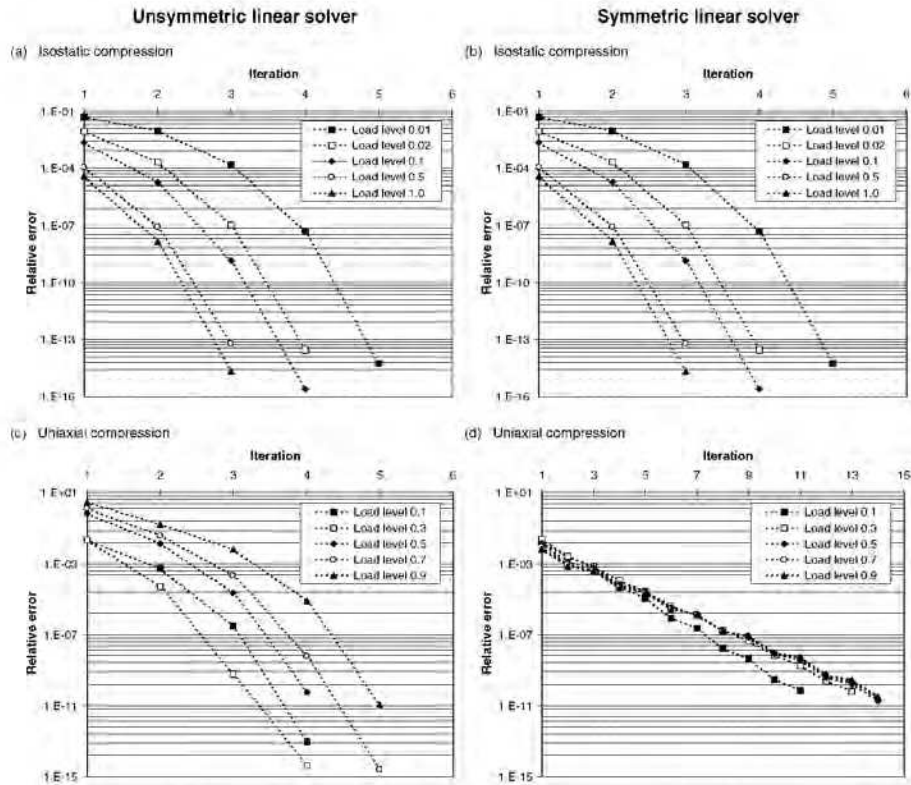 Unsymmetric linear solver
Symmetric linear solver
(a) Isostatic compression
Iteration
1 2 3 4 5 6
1.E-01
1.E-04
1.E-07
1.E-10
1.E-13
1.E-16
Relative error
Load level 0.01
Load level 0.02
Load level 0.1
Load level 0.5
Load level 1.0
(b) Isostatic compression
Iteration
1 2 3 4 5 6
1.E-01
1.E-04
1.E-07
1.E-10
1.E-13
1.E-16
Relative error
Load level 0.01
Load level 0.02
Load level 0.1
Load level 0.5
Load level 1.0
(c) Uniaxial compression
Iteration
1 2 3 4 5 6
1.E+01
1.E-03
1.E-07
1.E-11
1.E-15
Relative error
Load level 0.1
Load level 0.3
Load level 0.5
Load level 0.7
Load level 0.9
(d) Uniaxial compression
Iteration
1 3 5 7 9 11 13 15
1.E+01
1.E-03
1.E-07
1.E-11
1.E-15
Relative error
Load level 0.1
Load level 0.3
Load level 0.5
Load level 0.7
Load level 0.9